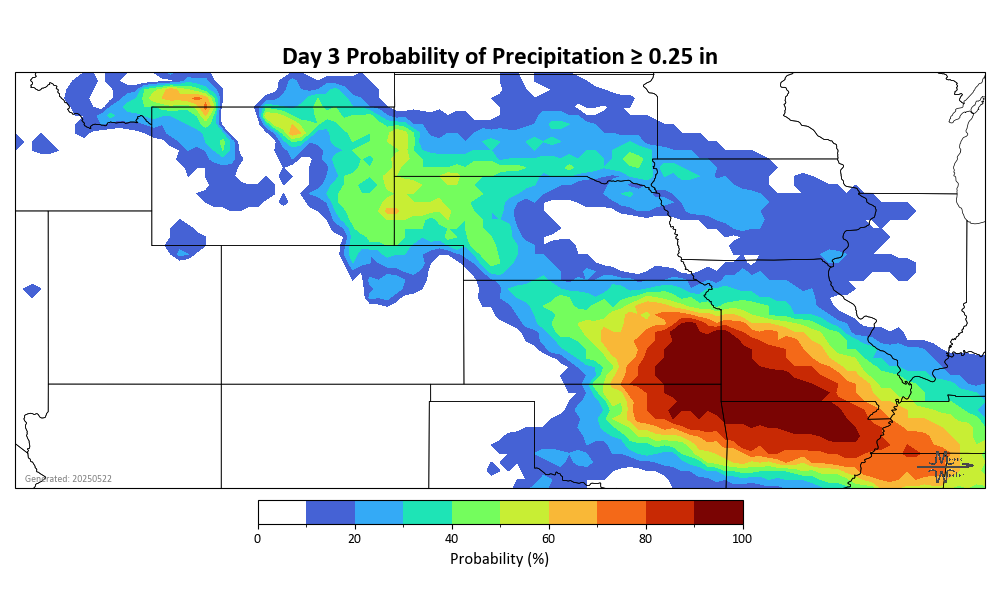 Day 3 Probability of Precipitation ≥ 0.25 in
Generated: 20250522
0 20 40 60 80 100
Probability (%)